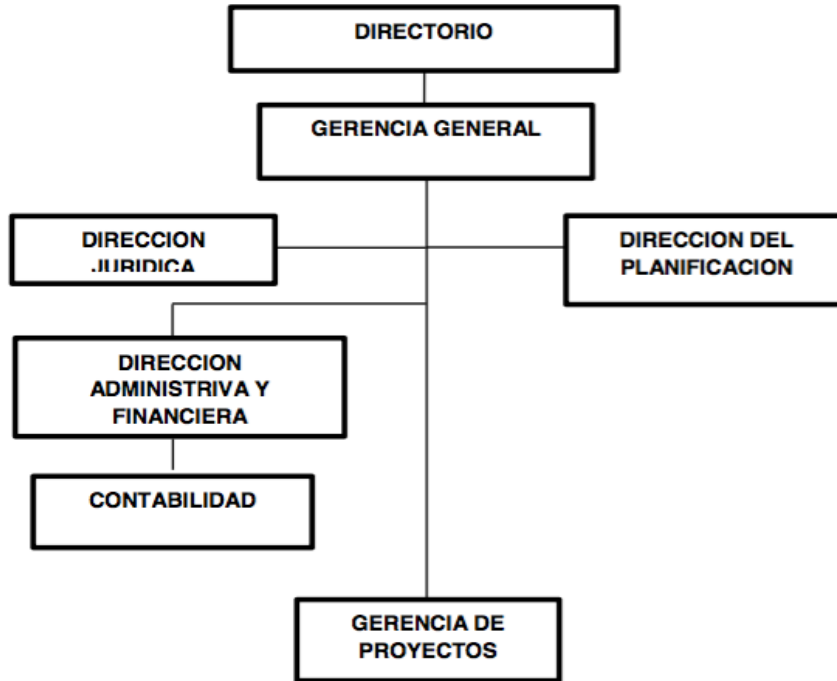 DIRECTORIO
GERENCIA GENERAL
DIRECCION
JURIDICA
DIRECCION DEL
PLANIFICACION
DIRECCION
ADMINISTRIVA Y
FINANCIERA
CONTABILIDAD
GERENCIA DE
PROYECTOS